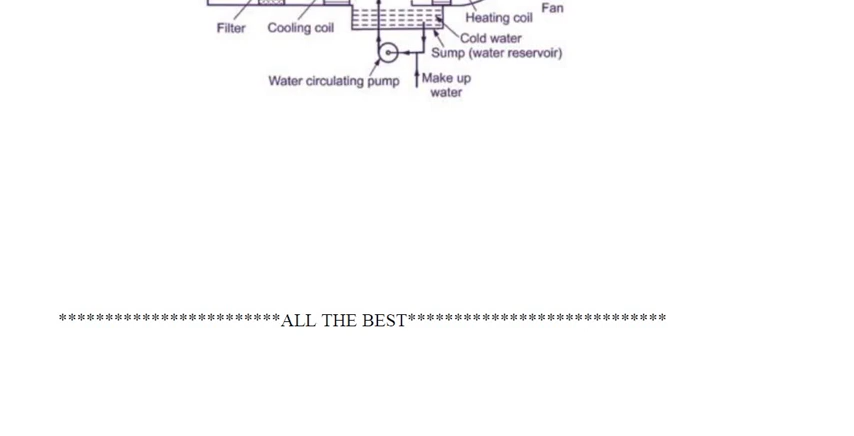 Fan
Heating coil
Filter
Cooling coil
Cold water
Sump (water reservoir)
Water circulating pump
Make up
water
************************ALL THE BEST****************************